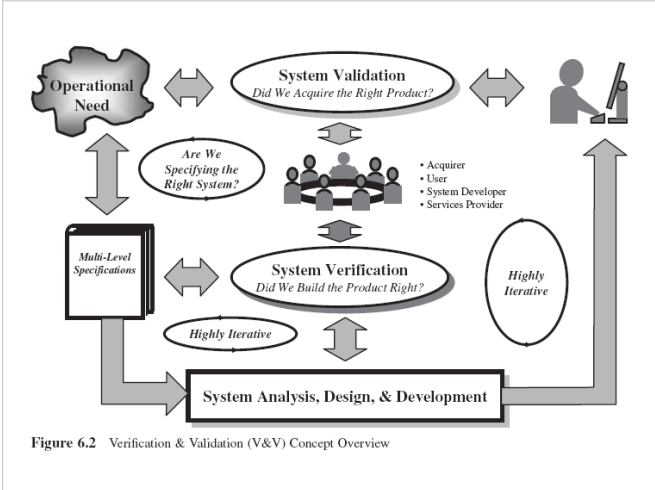 Operational
Need
System Validation
Did We Acquire the Right Product?
Are We
Specifying the
Right System?
• Acquirer
• User
• System Developer
• Services Provider
Multi-Level
Specifications
System Verification
Did We Build the Product Right?
Highly
Iterative
Highly Iterative
System Analysis, Design, & Development
Figure 6.2 Verification & Validation (V&V) Concept Overview